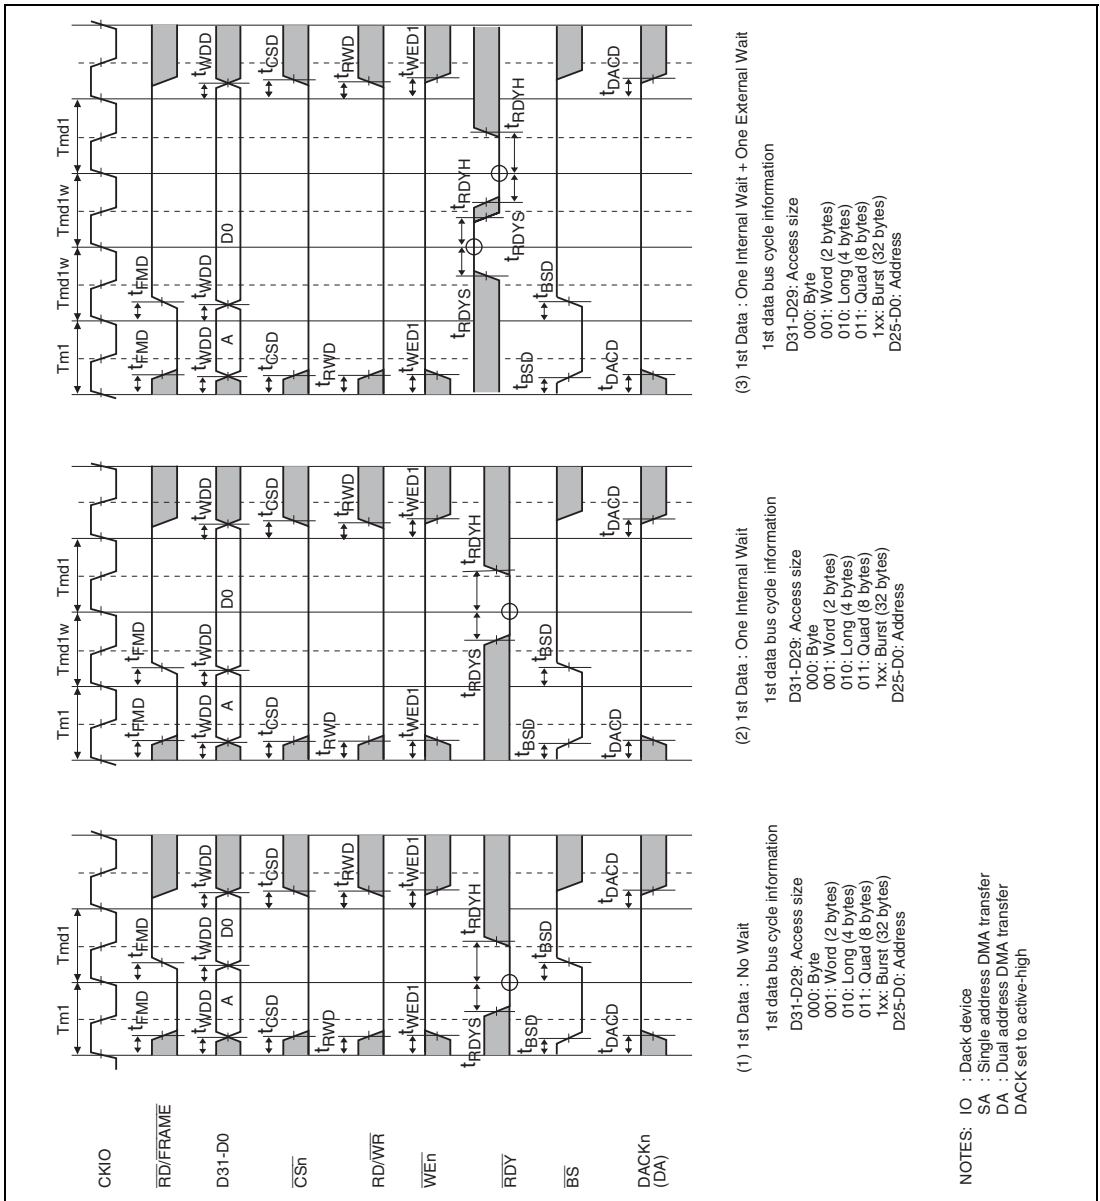 CKIO
RD/FRAME
D31-D0
CSn
RD/WR
WEn
RDY
BS
DACKn
(DA)
Tm1
Tmd1
tFMD
tFMD
tWDD
tWDD
tWDD
A
D0
tCSD
tCSD
tRWD
tRWD
tWED1
tWED1
tRDYS
tRDYH
tBSD
tBSD
tDACD
tDACD
(1) 1st Data : No Wait
1st data bus cycle information
D31-D29: Access size
000: Byte
001: Word (2 bytes)
010: Long (4 bytes)
011: Quad (8 bytes)
1xx: Burst (32 bytes)
D25-D0: Address
Tm1
Tmd1w
Tmd1
tFMD
tFMD
tWDD
tWDD
tWDD
A
D0
tCSD
tCSD
tRWD
tRWD
tWED1
tWED1
tRDYS
tRDYH
tBSD
tBSD
tDACD
tDACD
(2) 1st Data : One Internal Wait
1st data bus cycle information
D31-D29: Access size
000: Byte
001: Word (2 bytes)
010: Long (4 bytes)
011: Quad (8 bytes)
1xx: Burst (32 bytes)
D25-D0: Address
Tm1
Tmd1w
Tmd1w
Tmd1
tFMD
tFMD
tWDD
tWDD
tWDD
A
D0
tCSD
tCSD
tRWD
tRWD
tWED1
tWED1
tRDYS
tRDYS
tRDYH
tRDYH
tBSD
tBSD
tDACD
tDACD
(3) 1st Data : One Internal Wait + One External Wait
1st data bus cycle information
D31-D29: Access size
000: Byte
001: Word (2 bytes)
010: Long (4 bytes)
011: Quad (8 bytes)
1xx: Burst (32 bytes)
D25-D0: Address
NOTES: IO : Dack device
SA : Single address DMA transfer
DA : Dual address DMA transfer
DACK set to active-high